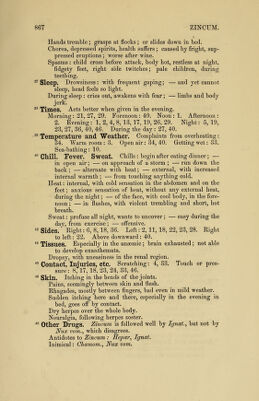 867 ZINCUM.
Hands tremble; grasps at flocks; or slides down in bed.
Chorea, depressed spirits, health suffers; caused by fright, sup-
pressed eruptions; worse after wine.
Spasms: child cross before attack, body hot, restless at night,
fidgety feet, right side twitches; pale children, during
teething.
Sleep. Drowsiness: with frequent gaping; — and yet cannot
sleep, head feels so light.
During sleep: cries out, awakens with fear; — limbs and body
jerk.
Times. Acts better when given in the evening.
Morning: 21, 27, 29. Forenoon: 49. Noon: 1. Afternoon:
2. Evening: 1, 2, 6, 8, 13, 17, 19, 26, 29. Night: 5, 19,
23, 27, 36, 40, 46. During the day: 27, 40.
Temperature and Weather. Complaints from overheating:
34. Warm room: 3. Open air: 34, 40. Getting wet: 33.
Sea-bathing: 10.
Chill. Fever. Sweat. Chills: begin after eating dinner; —
in open air; — on approach of a storm; — run down the
back; — alternate with heat; — external, with increased
internal warmth; — from touching anything cold.
Heat: internal, with cold sensation in the abdomen and on the
feet; anxious sensation of heat, without any external heat,
during the night; — of the face, with cold body, in the fore-
noon; — in flushes, with violent trembling and short, hot
breath.
Sweat: profuse all night, wants to uncover; — may during the
day, from exercise; — offensive.
Sides. Right: 6, 8, 18, 36. Left: 2, 11, 18, 22, 23, 28. Right
to left: 22. Above downward: 40.
Tissues. Especially in the anæmic; brain exhausted; not able
to develop exanthemata.
Dropsy, with uneasiness in the renal region.
Contact, Injuries, etc. Scratching: 4, 33. Touch or pres-
sure: 8, 17, 18, 23, 24, 33, 46.
Skin. Itching in the bends of the joints.
Pains, seemingly between skin and flesh.
Rhagades, mostly between fingers, bad even in mild weather.
Sudden itching here and there, especially in the evening in
bed, goes off by contact.
Dry herpes over the whole body.
Neuralgia, following herpes zoster.
Other Drugs. Zincum is followed well by Ignat., but not by
Nux vom., which disagrees.
Antidotes to Zincum: Hepar, Ignat.
Inimical: Chamom., Nux vom.